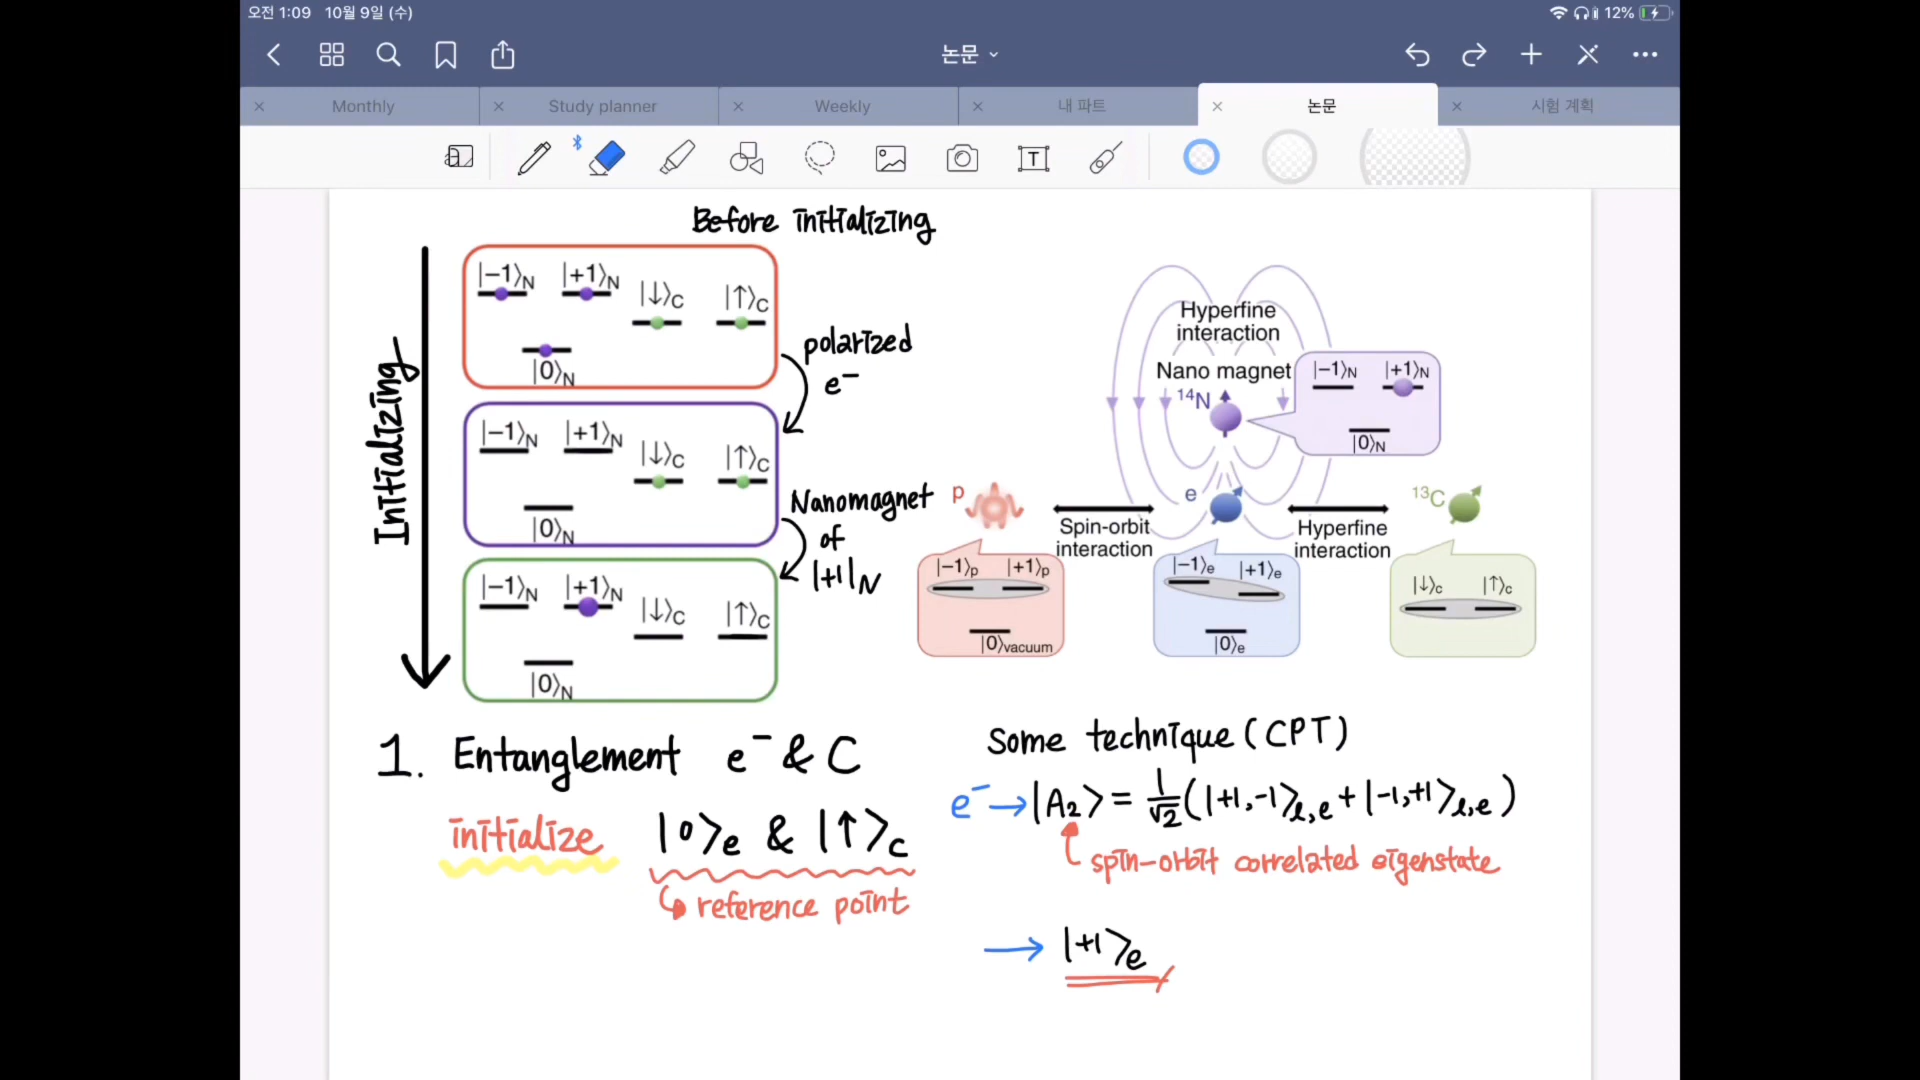 오전 1:09 10월 9일 (수)
12%
논문
Monthly
Study planner
Weekly
내 파트
논문
시험 계획
Before initializing
Initializing
|−1⟩N |+1⟩N |↓⟩C |↑⟩C
|0⟩N
polarized
e⁻
|−1⟩N |+1⟩N |↓⟩C |↑⟩C
|0⟩N
Nanomagnet
of
|+1|N
|−1⟩N |+1⟩N |↓⟩C |↑⟩C
|0⟩N
Hyperfine
interaction
Nano magnet
¹⁴N
|−1⟩N |+1⟩N
|0⟩N
p
e
¹³C
Spin-orbit
interaction
Hyperfine
interaction
|−1⟩p |+1⟩p
|0⟩vacuum
|−1⟩e |+1⟩e
|0⟩e
|↓⟩c |↑⟩c
1. Entanglement e⁻ & C
initialize |0⟩e & |↑⟩c
↳ reference point
Some technique (CPT)
e⁻ → |A₂⟩ = 1/√2 (|+1,-1⟩l,e + |-1,+1⟩l,e)
spin-orbit correlated eigenstate
→ |+1⟩e